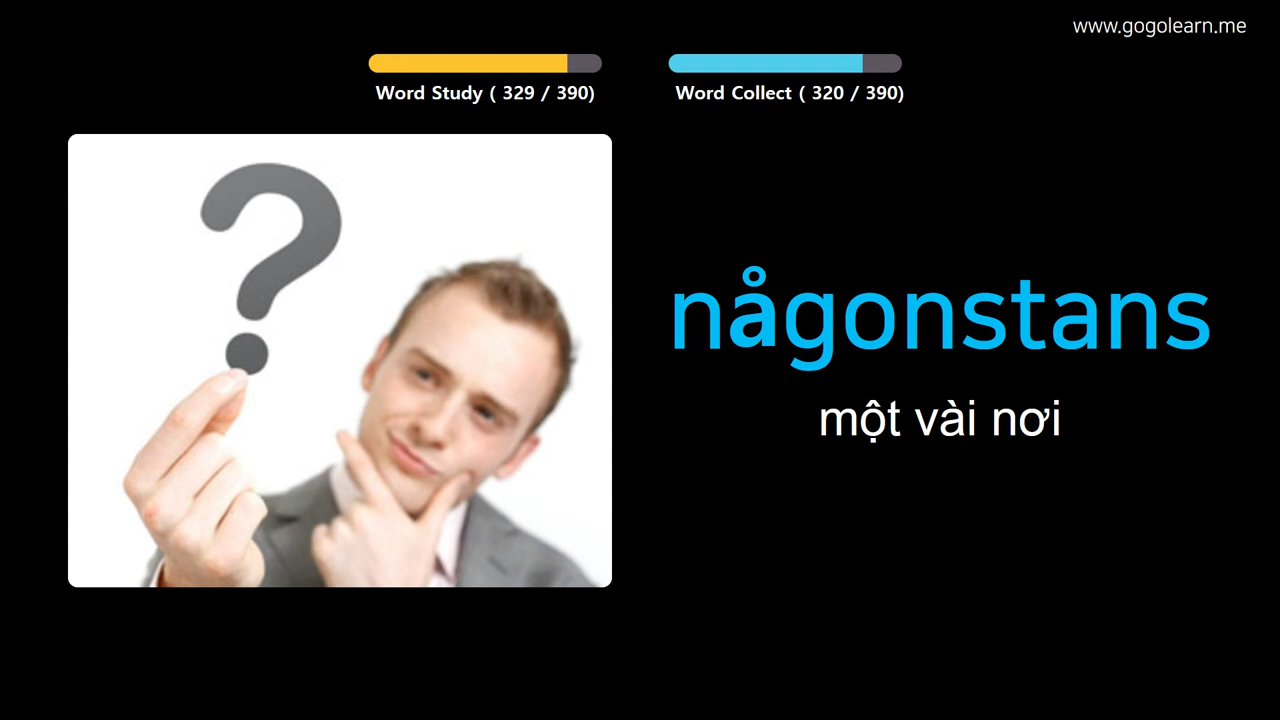 www.gogolearn.me
Word Study ( 329 / 390)
Word Collect ( 320 / 390)
?
någonstans
một vài nơi